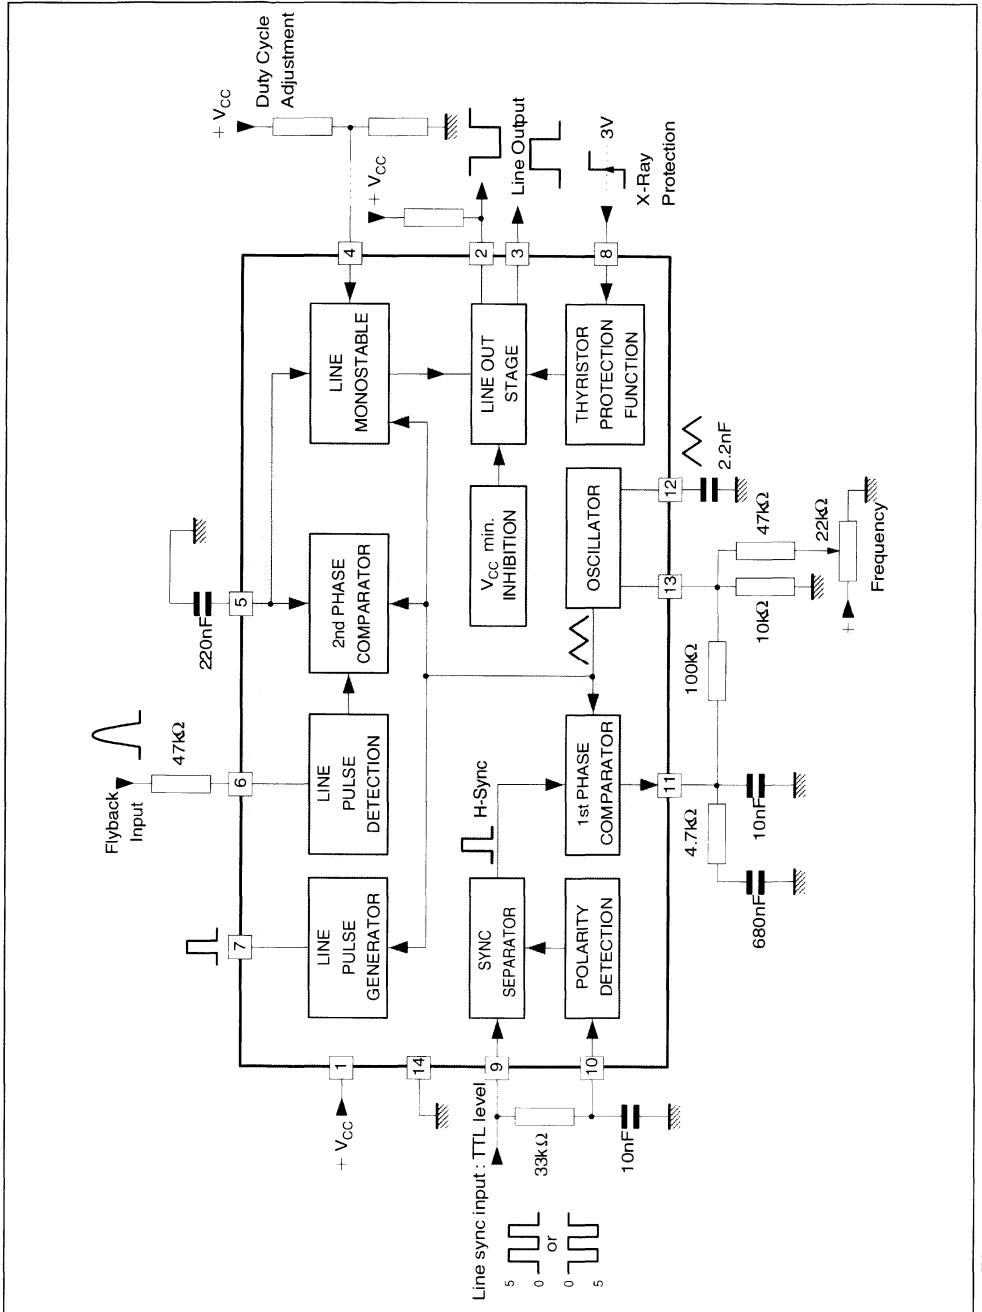 + VCC
Duty Cycle
Adjustment
+ VCC
Line Output
3V
X-Ray
Protection
4
2
3
8
LINE
MONOSTABLE
LINE OUT
STAGE
THYRISTOR
PROTECTION
FUNCTION
220nF
5
2nd PHASE
COMPARATOR
VCC min.
INHIBITION
OSCILLATOR
12
2.2nF
13
47kΩ
22kΩ
10kΩ
+
Frequency
100kΩ
Flyback
Input
47kΩ
6
LINE
PULSE
DETECTION
H-Sync
1st PHASE
COMPARATOR
11
4.7kΩ
10nF
680nF
7
LINE
PULSE
GENERATOR
SYNC
SEPARATOR
POLARITY
DETECTION
1
14
9
10
+ VCC
Line sync input : TTL level
33kΩ
10nF
5
0
or
0
5